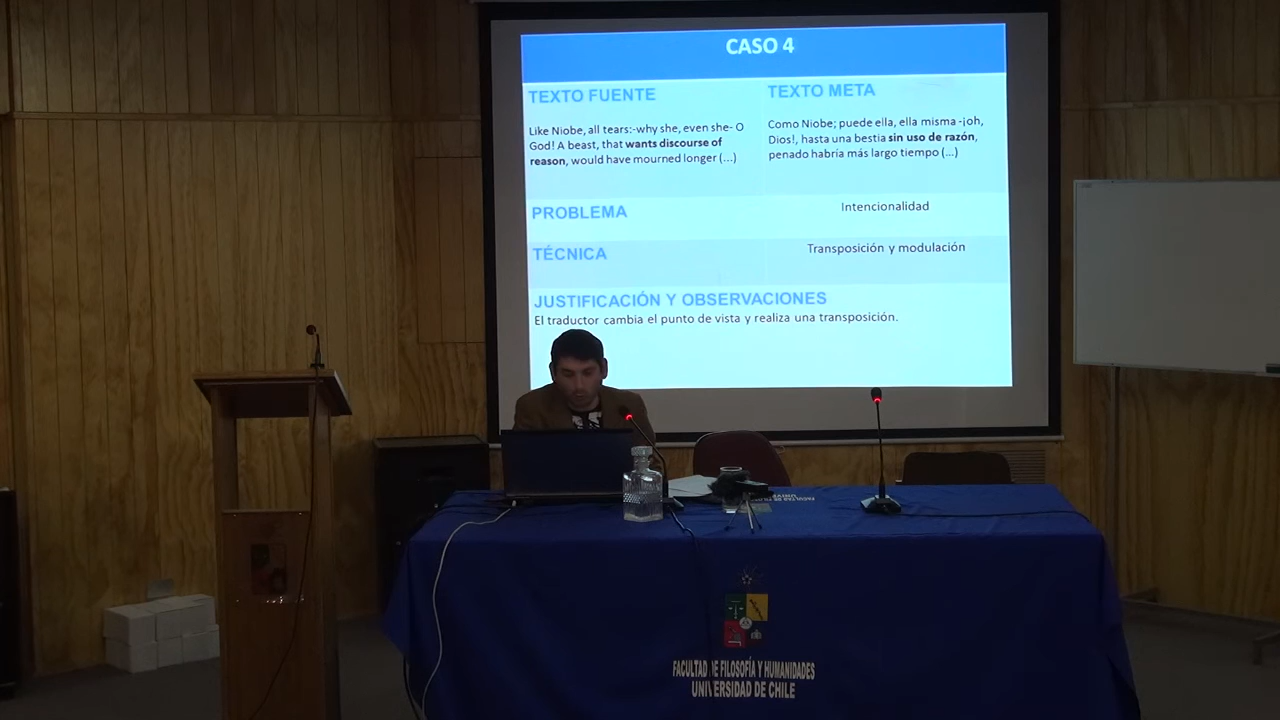 CASO 4
TEXTO FUENTE
Like Niobe, all tears:-why she, even she- O
God! A beast, that wants discourse of
reason, would have mourned longer (...)
TEXTO META
Como Niobe; puede ella, ella misma -¡oh,
Dios!, hasta una bestia sin uso de razón,
penado habría más largo tiempo (...)
PROBLEMA
Intencionalidad
TÉCNICA
Transposición y modulación
JUSTIFICACIÓN Y OBSERVACIONES
El traductor cambia el punto de vista y realiza una transposición.
FACULTAD DE FILOSOFÍA Y HUMANIDADES
UNIVERSIDAD DE CHILE